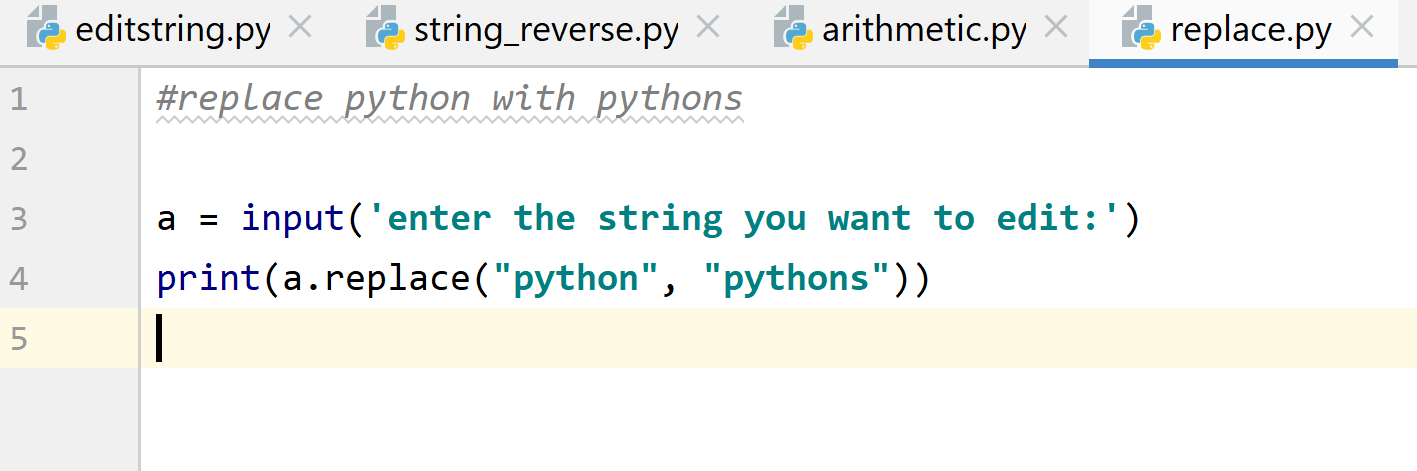 editstring.py string_reverse.py arithmetic.py replace.py
1 #replace python with pythons
2
3 a = input('enter the string you want to edit:')
4 print(a.replace("python", "pythons"))
5